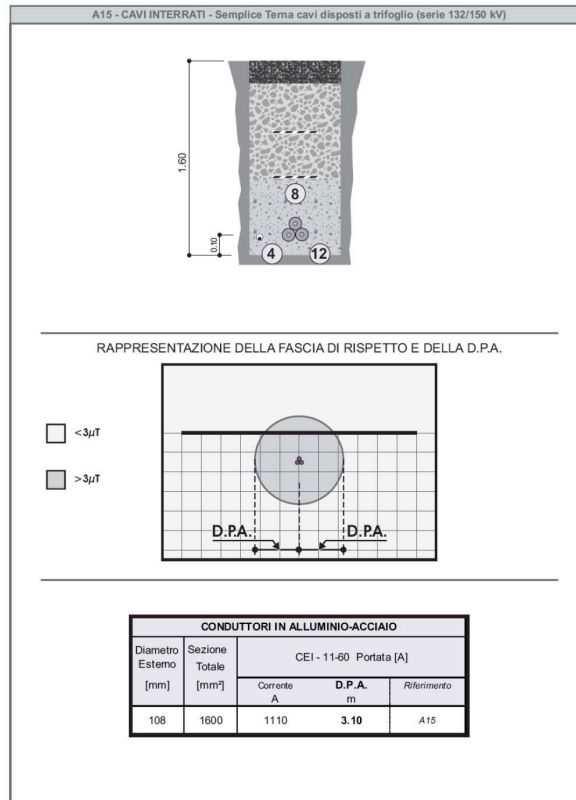 A15 - CAVI INTERRATI - Semplice Terna cavi disposti a trifoglio (serie 132/150 kV)
1.60
0.10
8
4
12
RAPPRESENTAZIONE DELLA FASCIA DI RISPETTO E DELLA D.P.A.
<3μT
>3μT
D.P.A.
D.P.A.
CONDUTTORI IN ALLUMINIO-ACCIAIO
Diametro Esterno [mm]
Sezione Totale [mm²]
CEI - 11-60 Portata [A]
Corrente A
D.P.A. m
Riferimento
108 1600 1110 3.10 A15